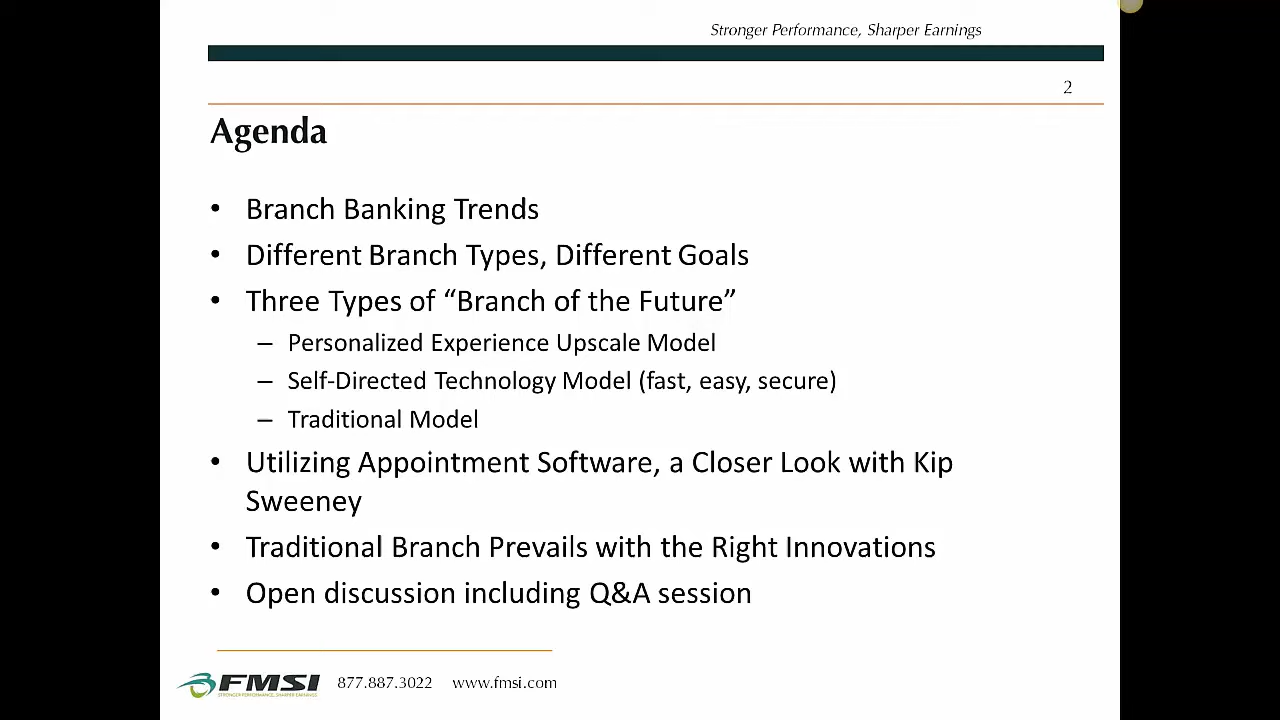 Stronger Performance, Sharper Earnings
2
Agenda
• Branch Banking Trends
• Different Branch Types, Different Goals
• Three Types of “Branch of the Future”
– Personalized Experience Upscale Model
– Self-Directed Technology Model (fast, easy, secure)
– Traditional Model
• Utilizing Appointment Software, a Closer Look with Kip
Sweeney
• Traditional Branch Prevails with the Right Innovations
• Open discussion including Q&A session
FMSI 877.887.3022 www.fmsi.com
STRONGER PERFORMANCE, SHARPER EARNINGS